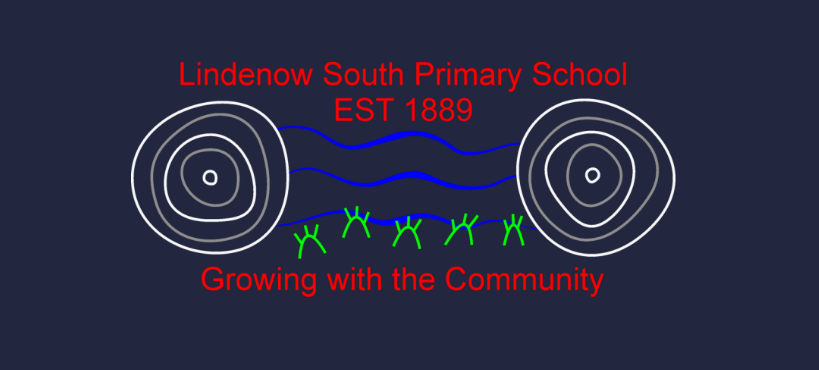 Lindenow South Primary School
EST 1889
Growing with the Community